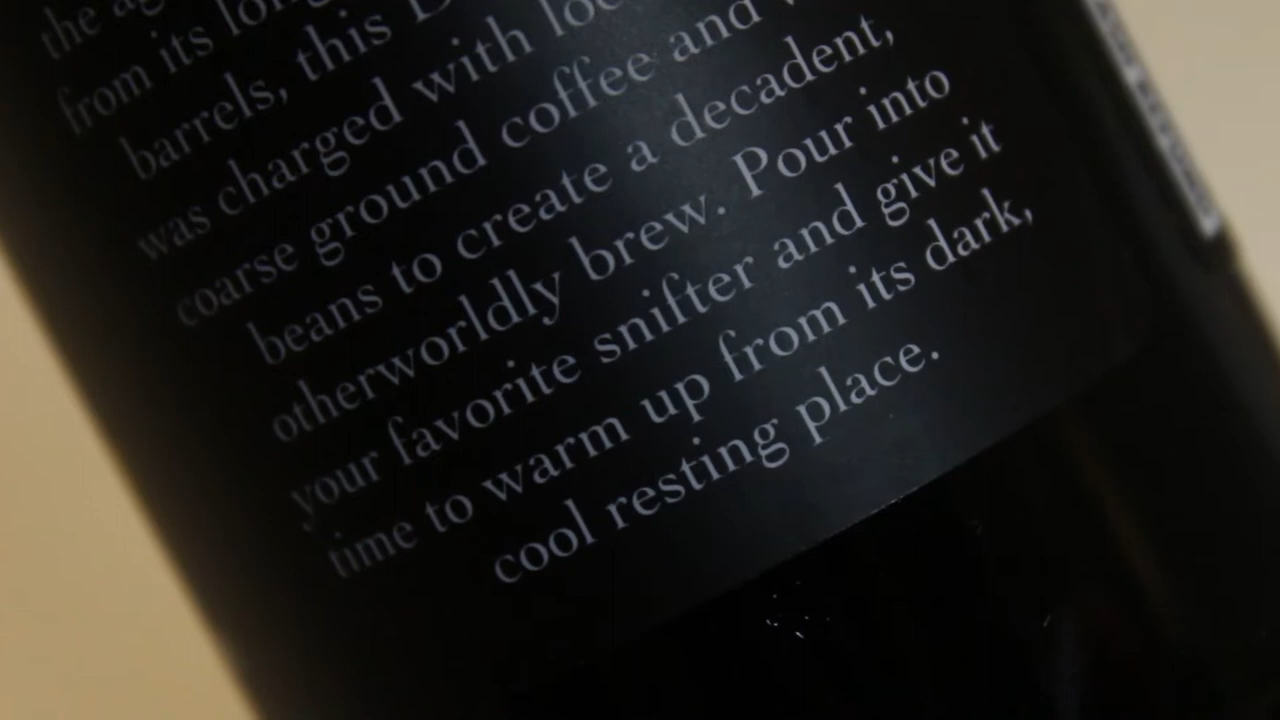 the
from its
barrels, this
was charged with
coarse ground coffee and
beans to create a decadent,
otherworldly brew. Pour into
your favorite snifter and give it
time to warm up from its dark,
cool resting place.